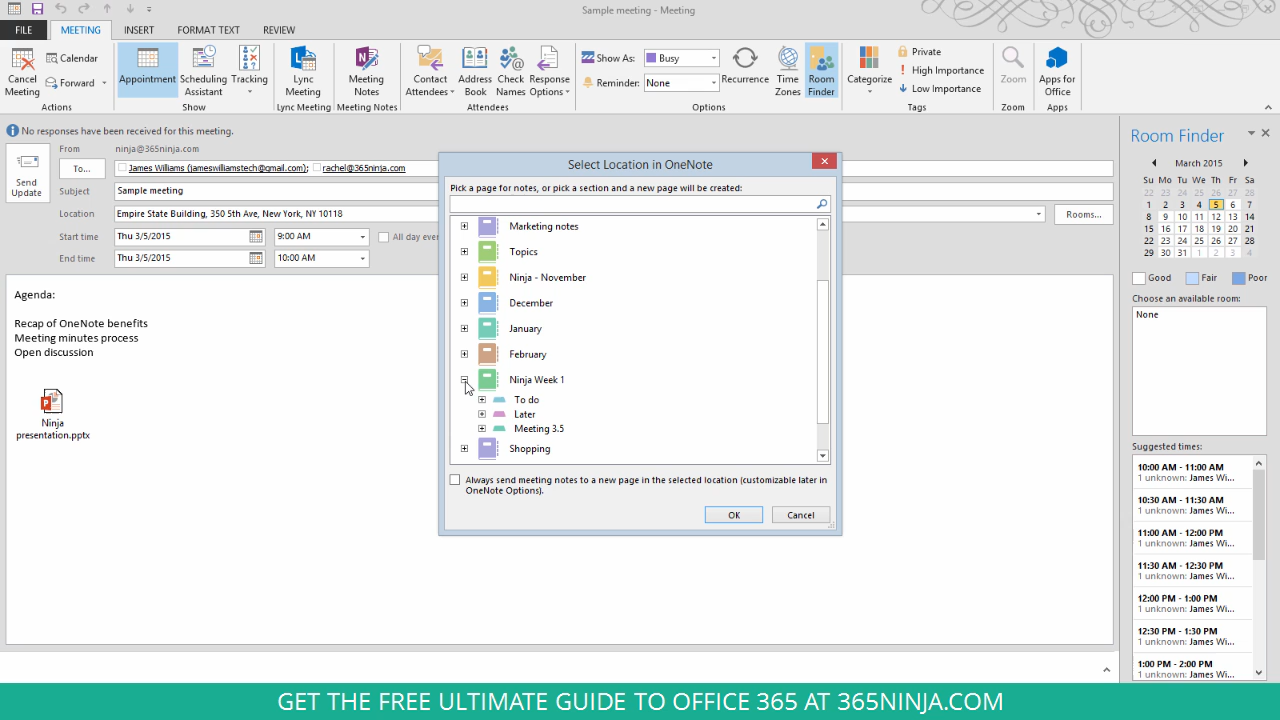 Sample meeting - Meeting
FILE MEETING INSERT FORMAT TEXT REVIEW
Cancel Meeting
Calendar
Forward
Actions
Appointment
Scheduling Assistant
Tracking
Show
Lync Meeting
Lync Meeting
Meeting Notes
Meeting Notes
Contact Attendees
Address Book
Check Names
Response Options
Attendees
Show As: Busy
Reminder: None
Recurrence
Time Zones
Room Finder
Options
Categorize
Private
High Importance
Low Importance
Tags
Zoom
Zoom
Apps for Office
Apps
No responses have been received for this meeting.
Send Update
From ninja@365ninja.com
To... James Williams (jameswilliamstech@gmail.com); rachel@365ninja.com
Subject Sample meeting
Location Empire State Building, 350 5th Ave, New York, NY 10118 Rooms...
Start time Thu 3/5/2015 9:00 AM All day eve
End time Thu 3/5/2015 10:00 AM
Agenda:
Recap of OneNote benefits
Meeting minutes process
Open discussion
Ninja
presentation.pptx
Select Location in OneNote
Pick a page for notes, or pick a section and a new page will be created:
Marketing notes
Topics
Ninja - November
December
January
February
Ninja Week 1
To do
Later
Meeting 3.5
Shopping
Always send meeting notes to a new page in the selected location (customizable later in
OneNote Options).
OK Cancel
Room Finder
March 2015
Su Mo Tu We Th Fr Sa
22 23 24 25 26 27 28
1 2 3 4 5 6 7
8 9 10 11 12 13 14
15 16 17 18 19 20 21
22 23 24 25 26 27 28
29 30 31 1 2 3 4
Good Fair Poor
Choose an available room:
None
Suggested times:
10:00 AM - 11:00 AM
1 unknown: James Wi...
10:30 AM - 11:30 AM
1 unknown: James Wi...
11:00 AM - 12:00 PM
1 unknown: James Wi...
11:30 AM - 12:30 PM
1 unknown: James Wi...
12:00 PM - 1:00 PM
1 unknown: James Wi...
12:30 PM - 1:30 PM
1 unknown: James Wi...
1:00 PM - 2:00 PM
1 unknown: James Wi...
GET THE FREE ULTIMATE GUIDE TO OFFICE 365 AT 365NINJA.COM